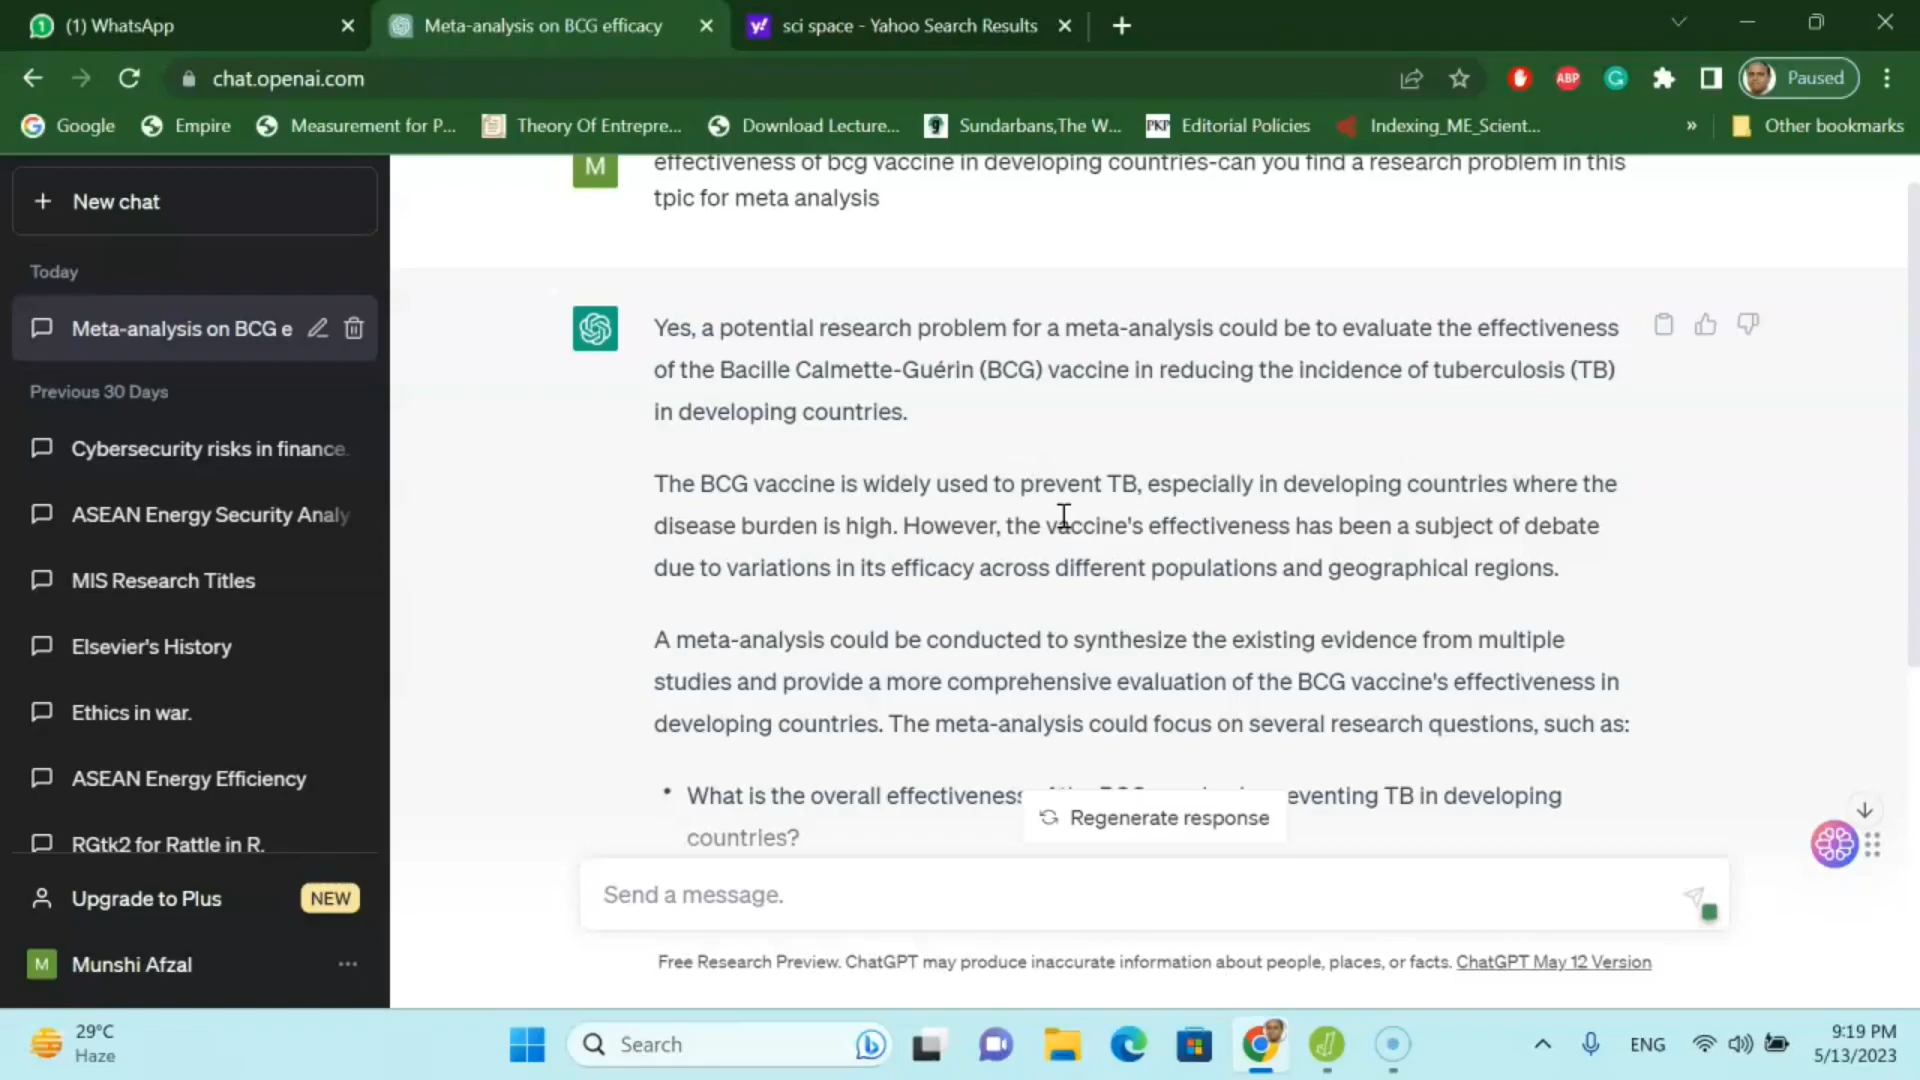 (1) WhatsApp
Meta-analysis on BCG efficacy
sci space - Yahoo Search Results
chat.openai.com
ABP
Paused
Google
Empire
Measurement for P...
Theory Of Entrepre...
Download Lecture...
Sundarbans,The W...
PKP
Editorial Policies
Indexing_ME_Scient...
»
Other bookmarks
New chat
Today
Meta-analysis on BCG e
Previous 30 Days
Cybersecurity risks in finance.
ASEAN Energy Security Analy
MIS Research Titles
Elsevier's History
Ethics in war.
ASEAN Energy Efficiency
RGtk2 for Rattle in R.
Upgrade to Plus
NEW
M
Munshi Afzal
M
effectiveness of bcg vaccine in developing countries-can you find a research problem in this
tpic for meta analysis
Yes, a potential research problem for a meta-analysis could be to evaluate the effectiveness
of the Bacille Calmette-Guérin (BCG) vaccine in reducing the incidence of tuberculosis (TB)
in developing countries.
The BCG vaccine is widely used to prevent TB, especially in developing countries where the
disease burden is high. However, the vaccine's effectiveness has been a subject of debate
due to variations in its efficacy across different populations and geographical regions.
A meta-analysis could be conducted to synthesize the existing evidence from multiple
studies and provide a more comprehensive evaluation of the BCG vaccine's effectiveness in
developing countries. The meta-analysis could focus on several research questions, such as:
• What is the overall effectiveness eventing TB in developing
countries?
Regenerate response
Send a message.
Free Research Preview. ChatGPT may produce inaccurate information about people, places, or facts. ChatGPT May 12 Version
29°C
Haze
Search
ENG
9:19 PM
5/13/2023